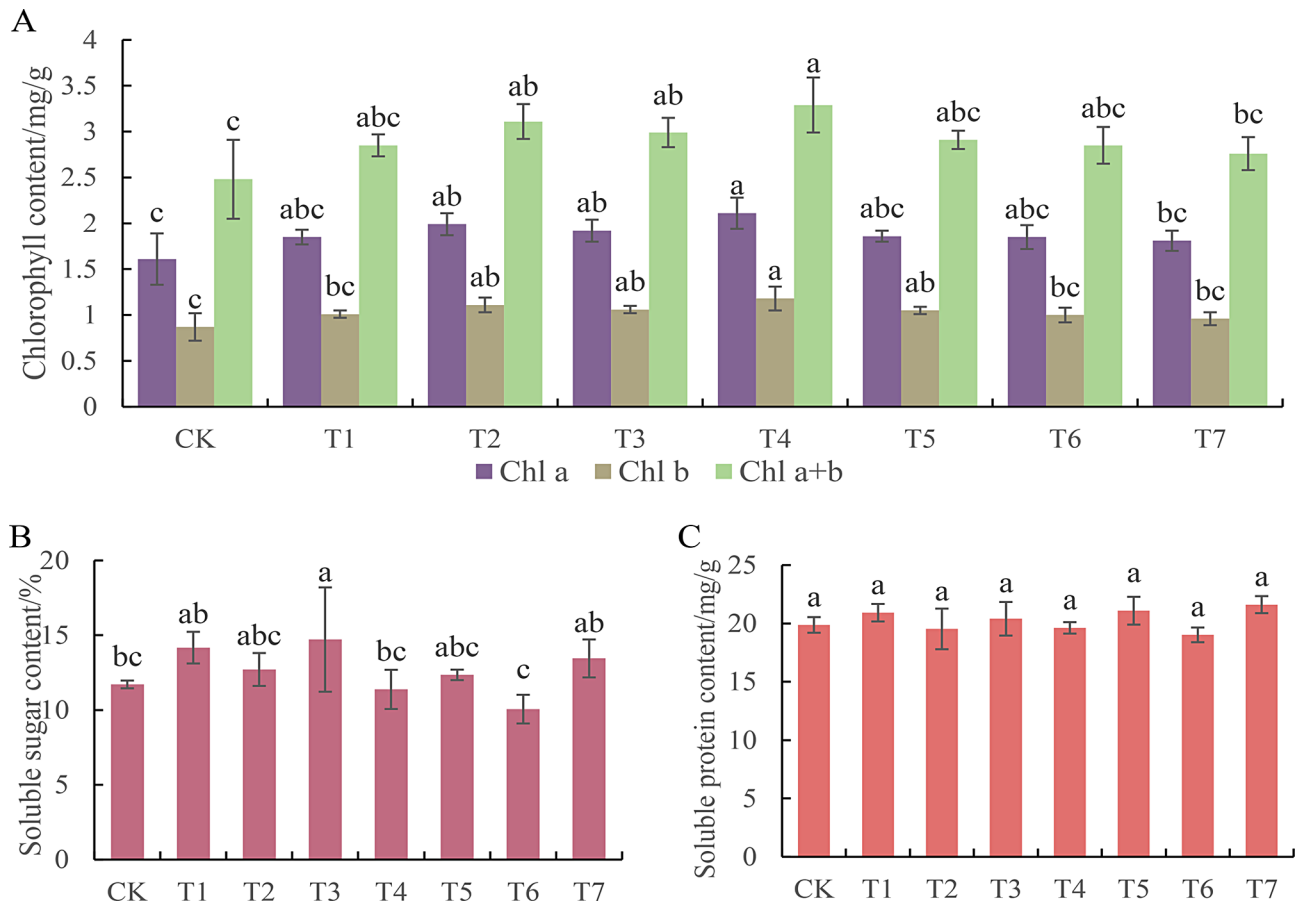 A
Chlorophyll content/mg/g
4
3.5
3
2.5
2
1.5
1
0.5
0
c c c
abc bc abc
ab ab ab
ab ab ab
a a a
abc ab abc
abc bc abc
bc bc bc
CK T1 T2 T3 T4 T5 T6 T7
Chl a Chl b Chl a+b
B
Soluble sugar content/%
20
15
10
5
0
bc ab abc a bc abc c ab
CK T1 T2 T3 T4 T5 T6 T7
C
Soluble protein content/mg/g
25
20
15
10
5
0
a a a a a a a a
CK T1 T2 T3 T4 T5 T6 T7